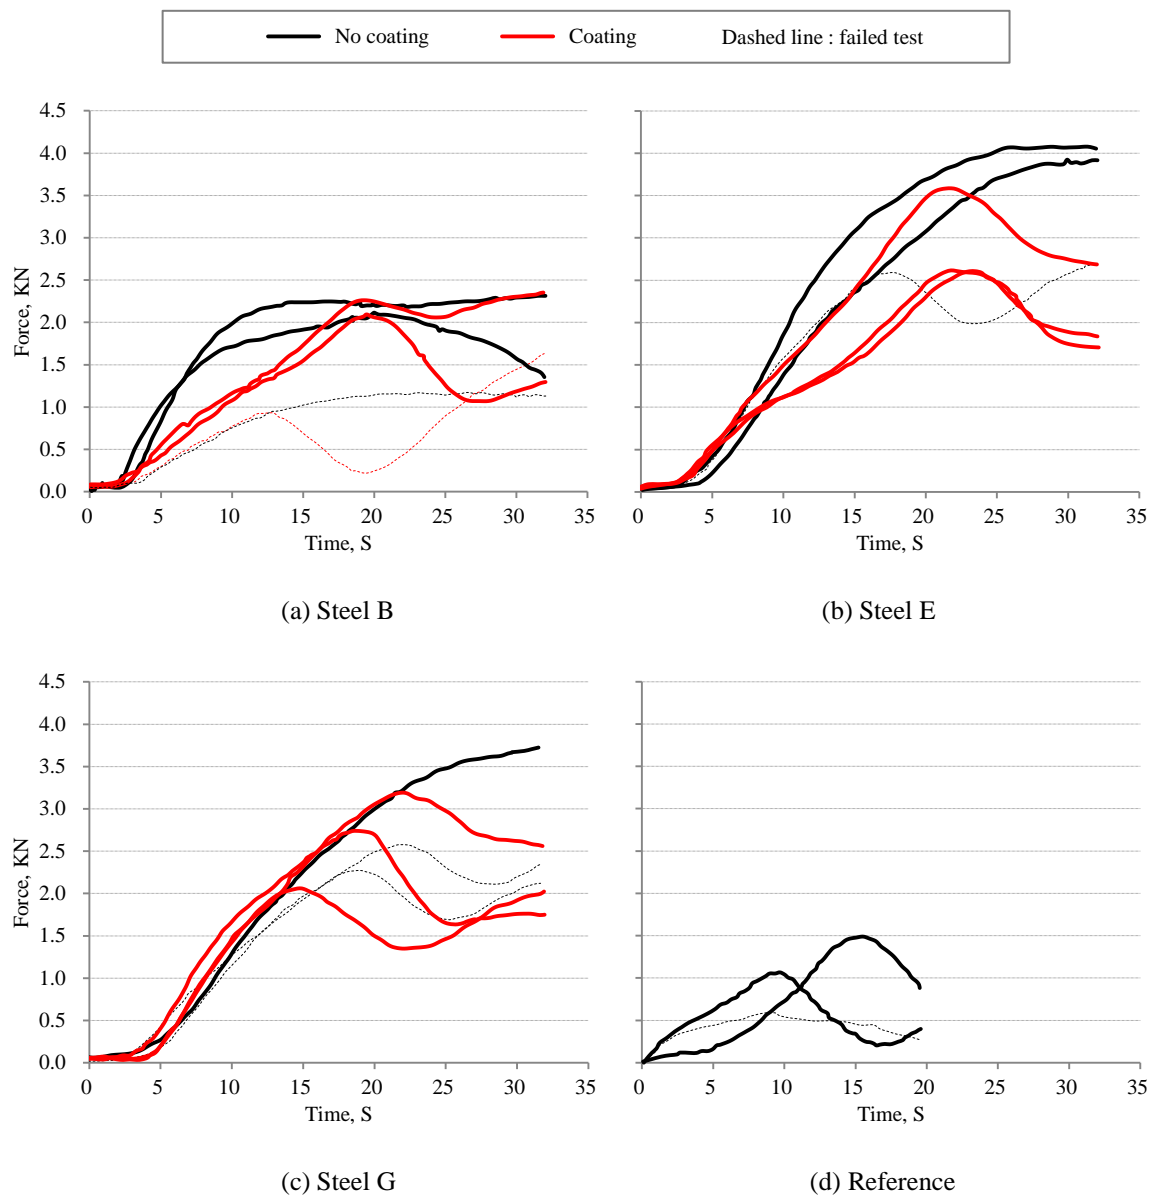 No coating Coating Dashed line : failed test
4.5
4.0
3.5
3.0
2.5
2.0
1.5
1.0
0.5
0.0
Force, KN
0 5 10 15 20 25 30 35
Time, S
(a) Steel B
4.5
4.0
3.5
3.0
2.5
2.0
1.5
1.0
0.5
0.0
0 5 10 15 20 25 30 35
Time, S
(b) Steel E
4.5
4.0
3.5
3.0
2.5
2.0
1.5
1.0
0.5
0.0
Force, KN
0 5 10 15 20 25 30 35
Time, S
(c) Steel G
4.5
4.0
3.5
3.0
2.5
2.0
1.5
1.0
0.5
0.0
0 5 10 15 20 25 30 35
Time, S
(d) Reference